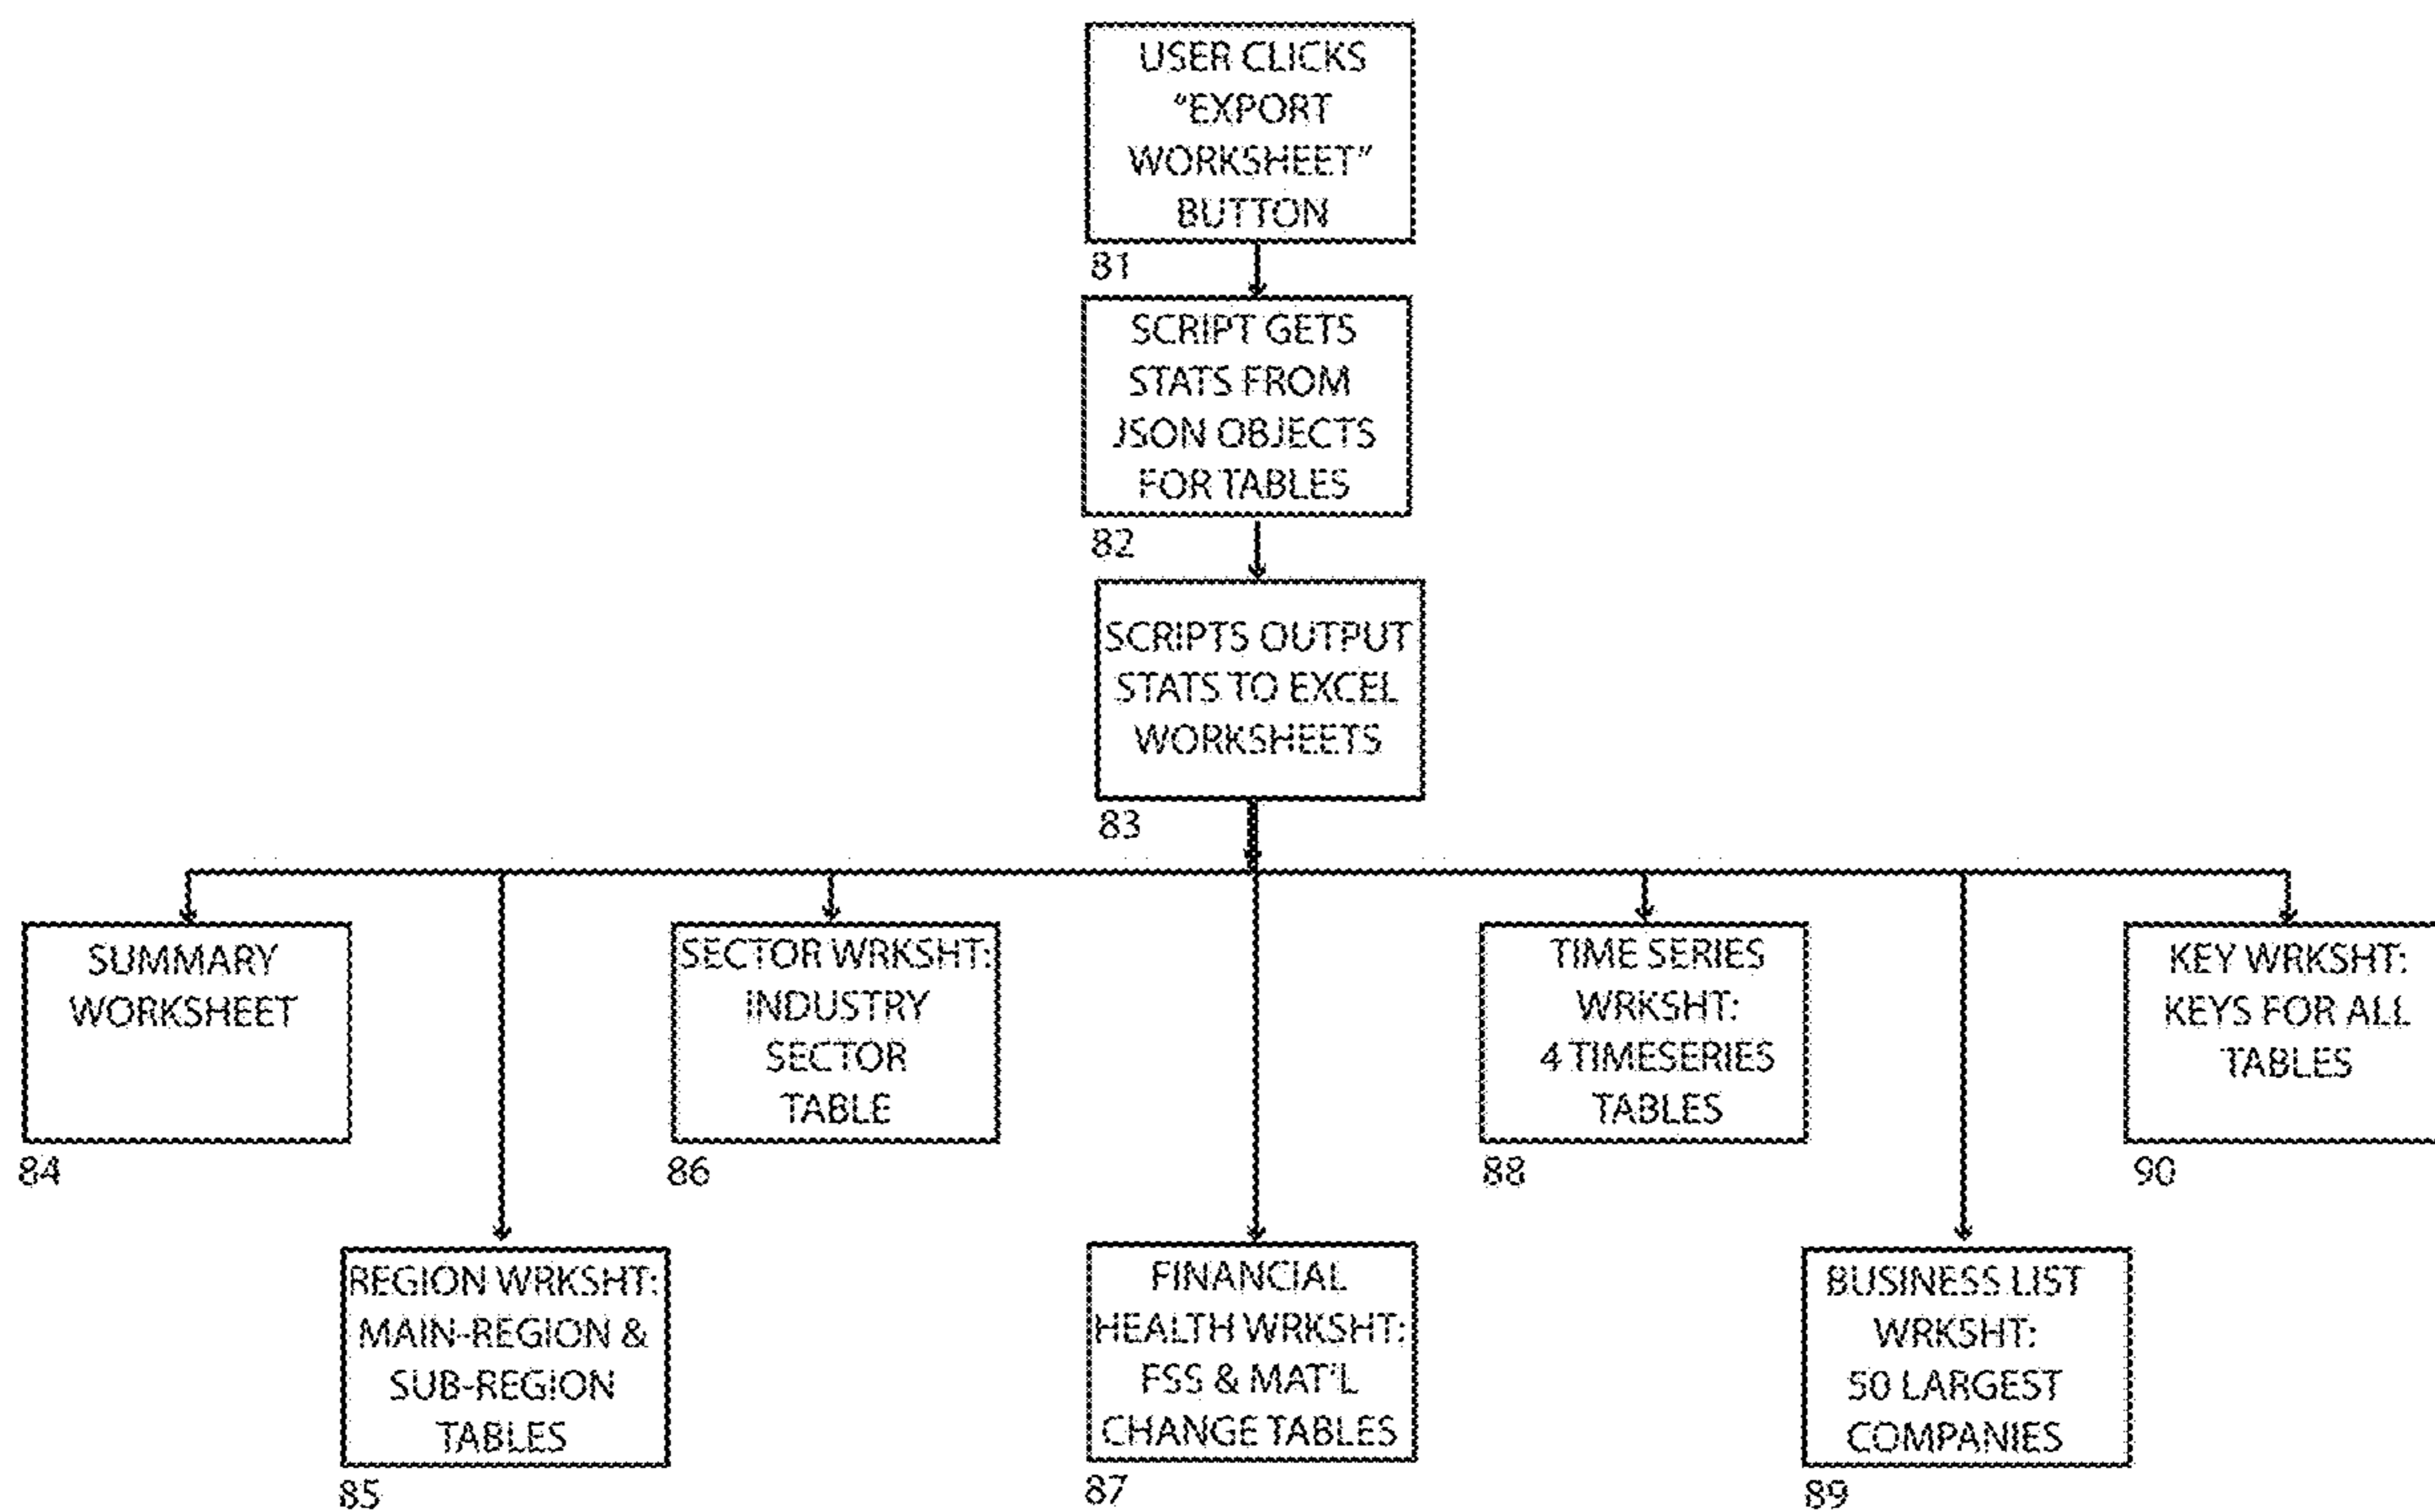 USER CLICKS
"EXPORT
WORKSHEET"
BUTTON
81
SCRIPT GETS
STATS FROM
JSON OBJECTS
FOR TABLES
82
SCRIPTS OUTPUT
STATS TO EXCEL
WORKSHEETS
83
SUMMARY
WORKSHEET
84
REGION WRKSHT:
MAIN-REGION &
SUB-REGION
TABLES
85
SECTOR WRKSHT:
INDUSTRY
SECTOR
TABLE
86
FINANCIAL
HEALTH WRKSHT:
FSS & MAT'L
CHANGE TABLES
87
TIME SERIES
WRKSHT:
4 TIMESERIES
TABLES
88
BUSINESS LIST
WRKSHT:
50 LARGEST
COMPANIES
89
KEY WRKSHT:
KEYS FOR ALL
TABLES
90